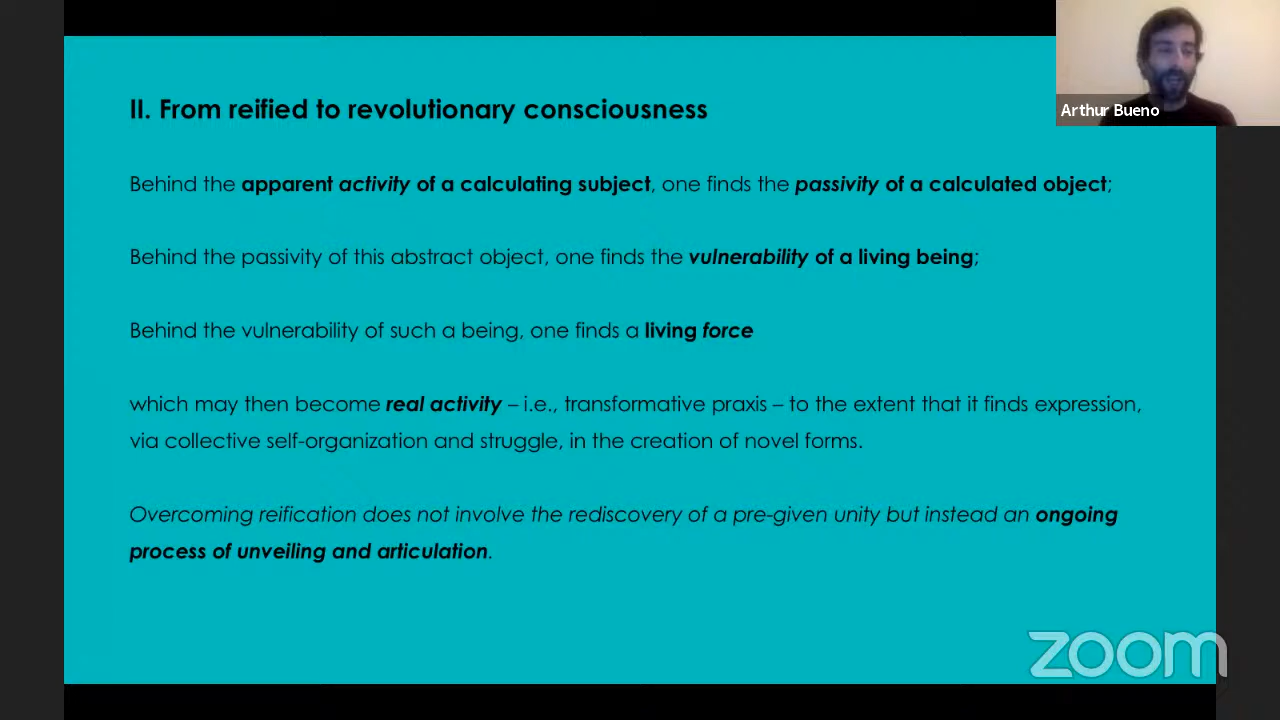 II. From reified to revolutionary consciousness
Arthur Bueno
Behind the apparent activity of a calculating subject, one finds the passivity of a calculated object;
Behind the passivity of this abstract object, one finds the vulnerability of a living being;
Behind the vulnerability of such a being, one finds a living force
which may then become real activity – i.e., transformative praxis – to the extent that it finds expression,
via collective self-organization and struggle, in the creation of novel forms.
Overcoming reification does not involve the rediscovery of a pre-given unity but instead an ongoing
process of unveiling and articulation.
zoom